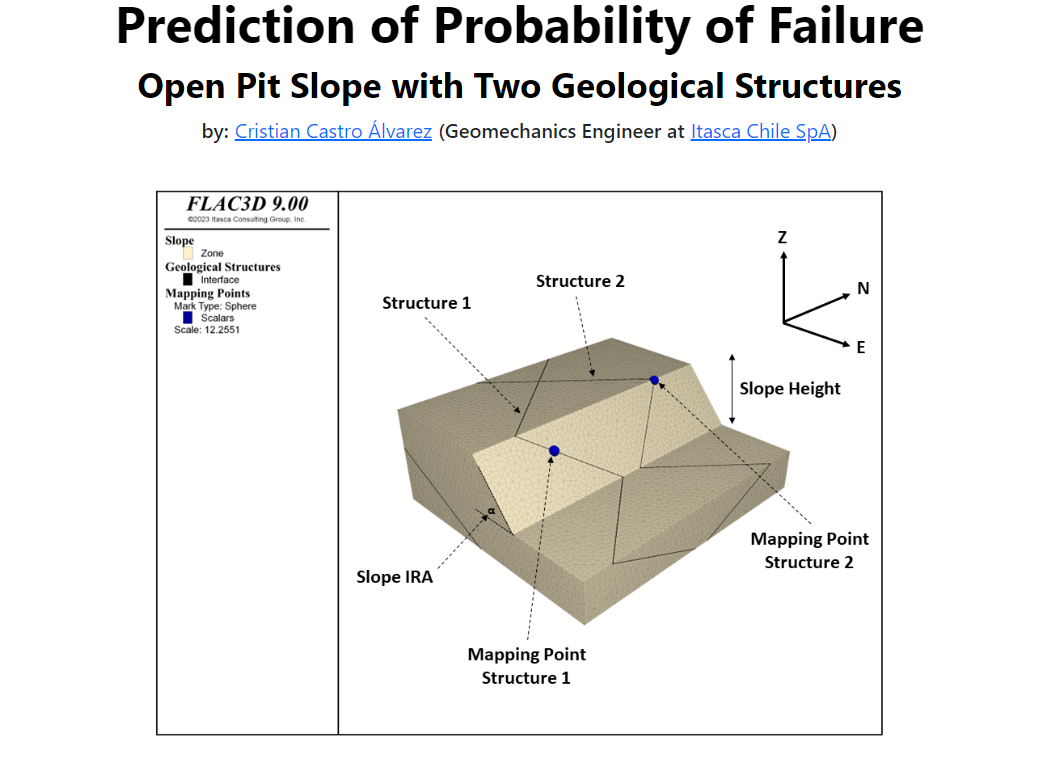 Prediction of Probability of Failure
Open Pit Slope with Two Geological Structures
by: Cristian Castro Álvarez (Geomechanics Engineer at Itasca Chile SpA)
FLAC3D 9.00
©2023 Itasca Consulting Group, Inc.
Slope
Zone
Geological Structures
Interface
Mapping Points
Mark Type: Sphere
Scalars
Scale: 12.2551
Z
N
E
Structure 2
Structure 1
Slope Height
α
Mapping Point
Structure 2
Slope IRA
Mapping Point
Structure 1